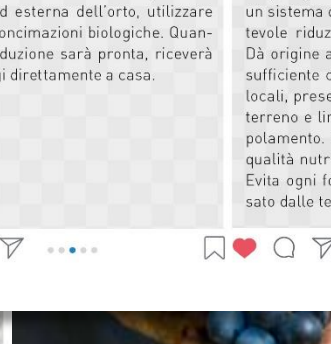 d esterna dell'orto, utilizzare
oncimazioni biologiche. Quan-
duzione sarà pronta, riceverà
i direttamente a casa.
un sistema
tevole riduz
Dà origine a
sufficiente
locali, prese
terreno e li
polamento.
qualità nutr
Evita ogni fo
sato dalle te